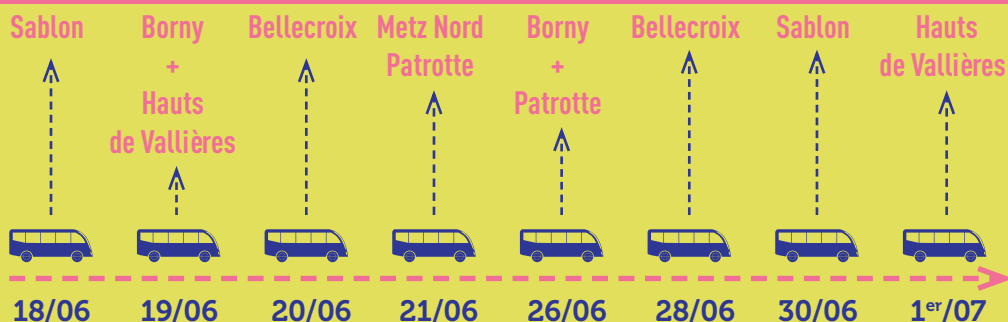 Sablon
Borny
+
Hauts
de Vallières
Bellecroix
Metz Nord
Patrotte
Borny
+
Patrotte
Bellecroix
Sablon
Hauts
de Vallières
18/06
19/06
20/06
21/06
26/06
28/06
30/06
1er/07